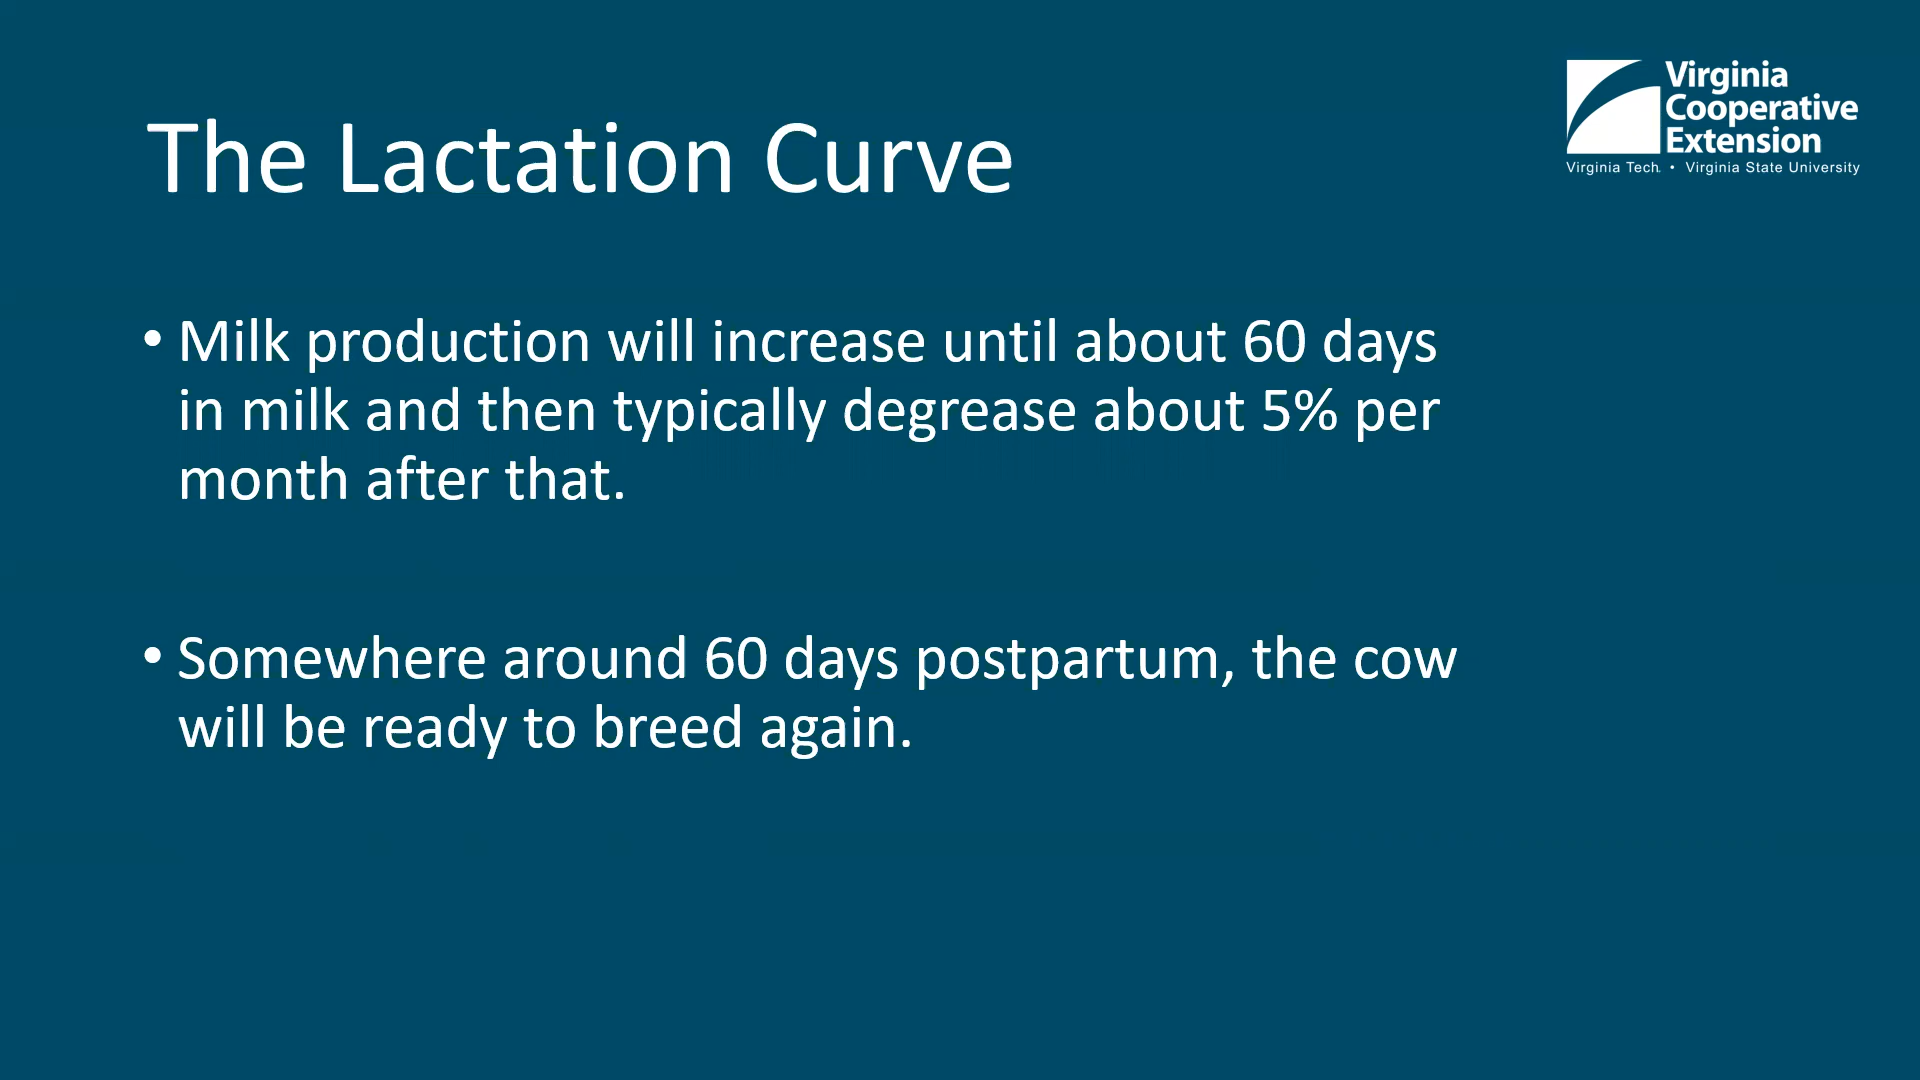 Virginia
Cooperative
Extension
Virginia Tech. • Virginia State University
The Lactation Curve
• Milk production will increase until about 60 days
in milk and then typically degrease about 5% per
month after that.
• Somewhere around 60 days postpartum, the cow
will be ready to breed again.